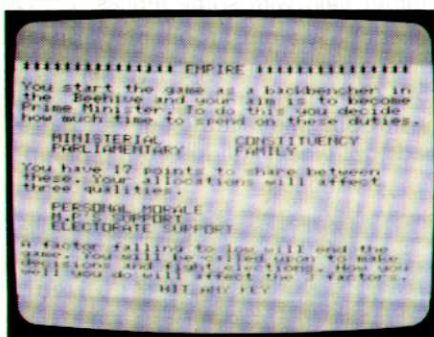 **************** EMPIRE ****************
You start the game as a backbencher in
the Beehive and your aim is to become
Prime Minister. To do this you decide
how much time to spend on these duties.
MINISTERIAL CONSTITUENCY
PARLIAMENTARY FAMILY
You have 17 points to share between
these. Your allocations will affect
three qualities.
PERSONAL MORALE
M.P'S SUPPORT
ELECTORATE SUPPORT
A factor falling to low will end the
game. You will be called upon to make
decisions and fight elections. How you
well you do will affect the 3 factors.
HIT ANY KEY